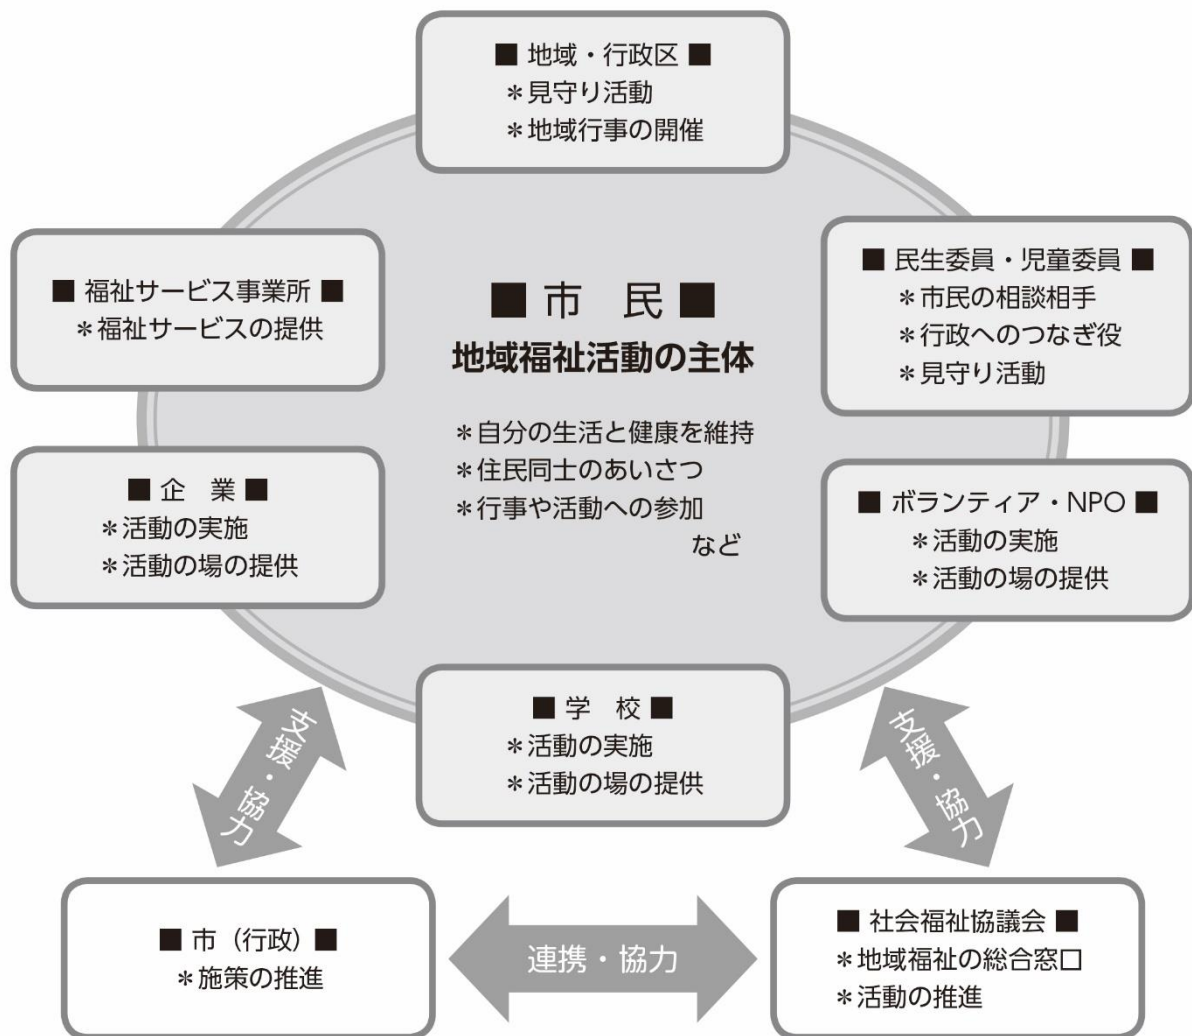 ■ 地域・行政区 ■
＊見守り活動
＊地域行事の開催
■ 福祉サービス事業所 ■
＊福祉サービスの提供
■ 市　民 ■
地域福祉活動の主体
＊自分の生活と健康を維持
＊住民同士のあいさつ
＊行事や活動への参加
など
■ 民生委員・児童委員 ■
＊市民の相談相手
＊行政へのつなぎ役
＊見守り活動
■ 企　業 ■
＊活動の実施
＊活動の場の提供
■ ボランティア・NPO ■
＊活動の実施
＊活動の場の提供
■ 学　校 ■
＊活動の実施
＊活動の場の提供
支援・協力
支援・協力
■ 市（行政）■
＊施策の推進
連携・協力
■ 社会福祉協議会 ■
＊地域福祉の総合窓口
＊活動の推進